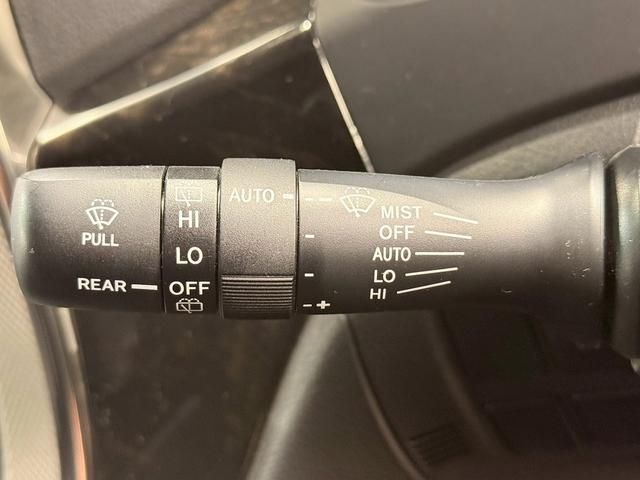 PULL
REAR
HI
LO
OFF
AUTO
- +
MIST
OFF
AUTO
LO
HI